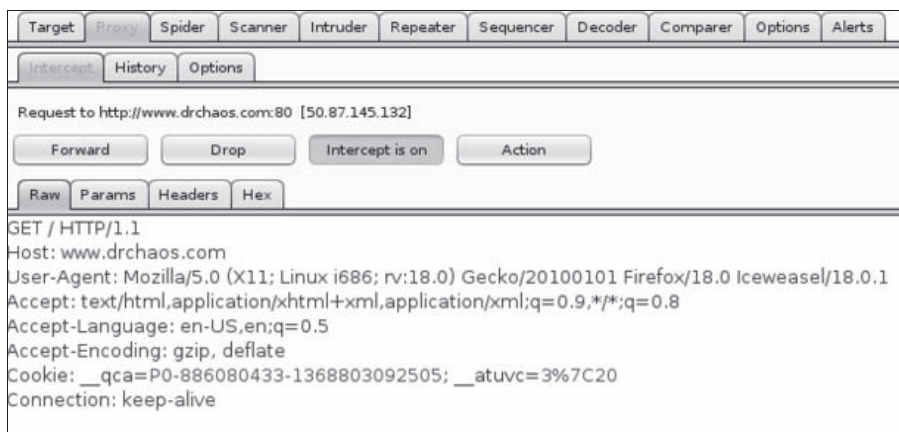 Target Proxy Spider Scanner Intruder Repeater Sequencer Decoder Comparer Options Alerts
Intercept History Options
Request to http://www.drchaos.com:80 [50.87.145.132]
Forward Drop Intercept is on Action
Raw Params Headers Hex
GET / HTTP/1.1
Host: www.drchaos.com
User-Agent: Mozilla/5.0 (X11; Linux i686; rv:18.0) Gecko/20100101 Firefox/18.0 Iceweasel/18.0.1
Accept: text/html,application/xhtml+xml,application/xml;q=0.9,*/*;q=0.8
Accept-Language: en-US,en;q=0.5
Accept-Encoding: gzip, deflate
Cookie: __qca=P0-886080433-1368803092505; __atuvc=3%7C20
Connection: keep-alive